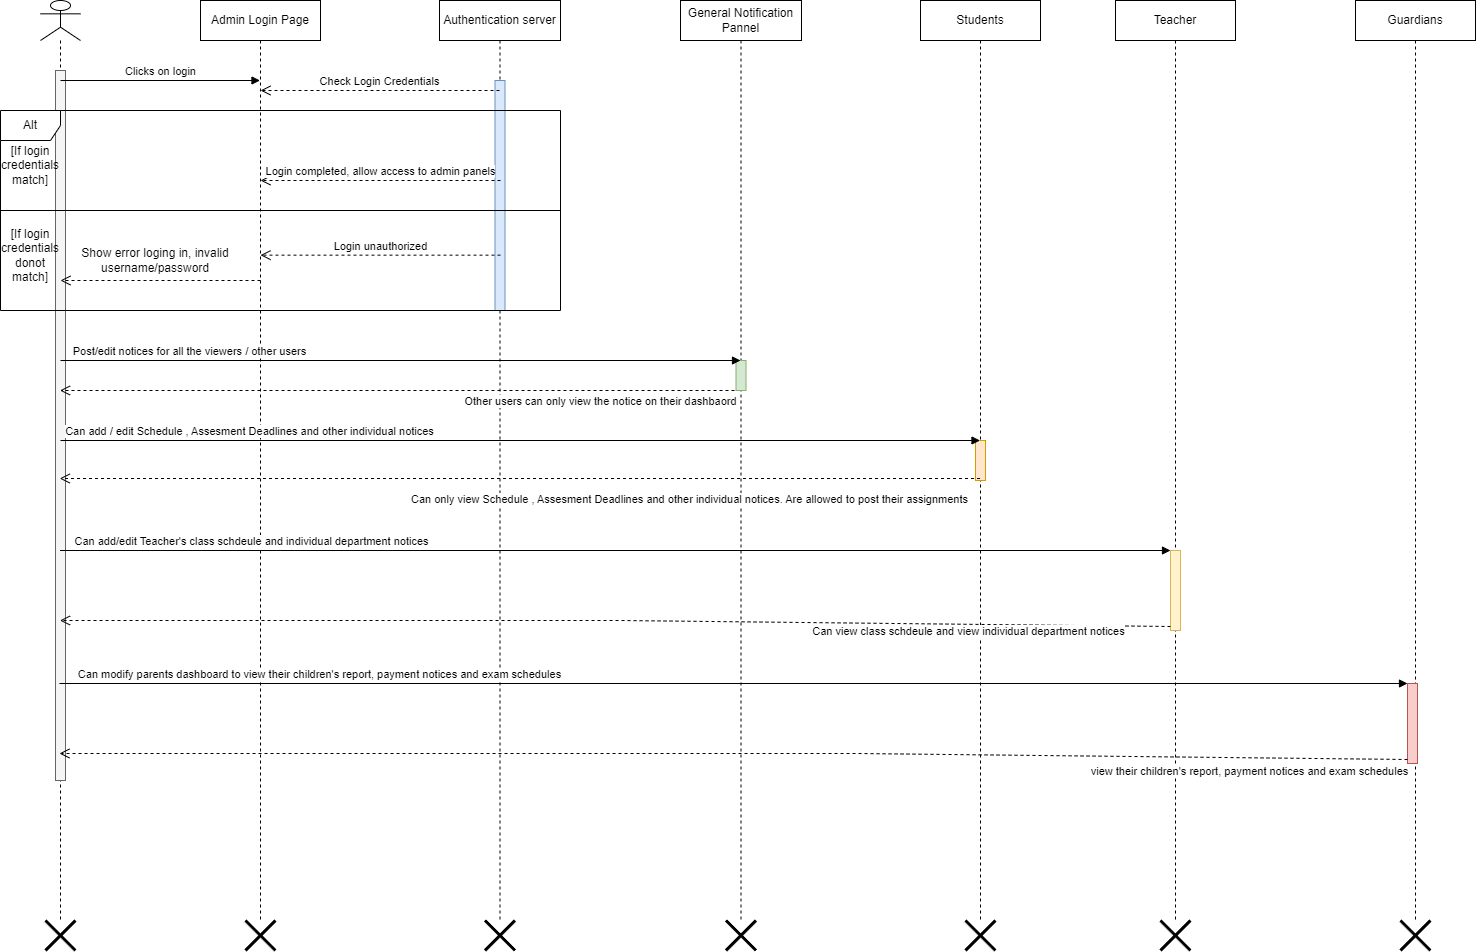 Admin Login Page
Authentication server
General Notification
Pannel
Students
Teacher
Guardians
Clicks on login
Check Login Credentials
Alt
[If login
credentials
match]
Login completed, allow access to admin panels
[If login
credentials
donot
match]
Show error loging in, invalid
username/password
Login unauthorized
Post/edit notices for all the viewers / other users
Other users can only view the notice on their dashbaord
Can add / edit Schedule , Assesment Deadlines and other individual notices
Can only view Schedule , Assesment Deadlines and other individual notices. Are allowed to post their assignments
Can add/edit Teacher's class schdeule and individual department notices
Can view class schdeule and view individual department notices
Can modify parents dashboard to view their children's report, payment notices and exam schedules
view their children's report, payment notices and exam schedules